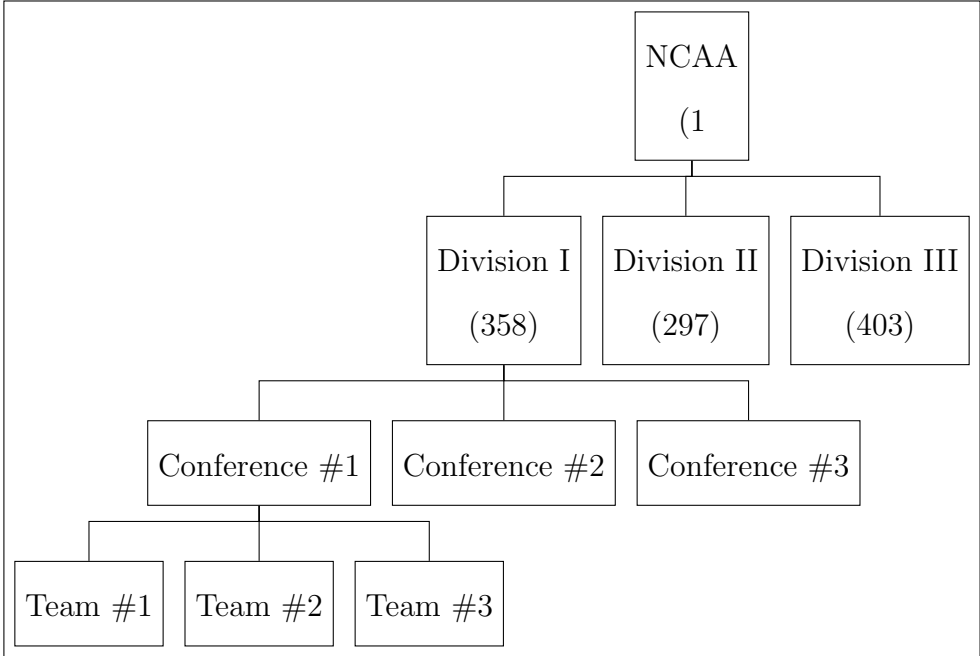 NCAA
(1
Division I
(358)
Division II
(297)
Division III
(403)
Conference #1
Conference #2
Conference #3
Team #1
Team #2
Team #3